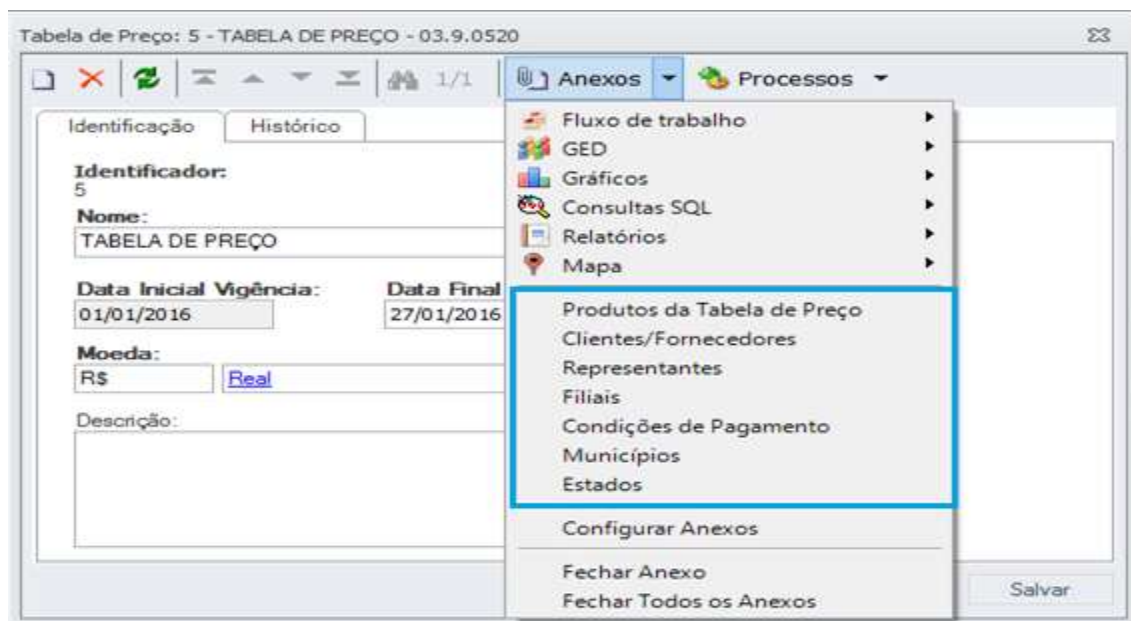 Tabela de Preço: 5 - TABELA DE PREÇO - 03.9.0520
1/1 Anexos Processos
Identificação Histórico
Identificador:
5
Nome:
TABELA DE PREÇO
Data Inicial Vigência: Data Final
01/01/2016 27/01/2016
Moeda:
R$ Real
Descrição:
Fluxo de trabalho
GED
Gráficos
Consultas SQL
Relatórios
Mapa
Produtos da Tabela de Preço
Clientes/Fornecedores
Representantes
Filiais
Condições de Pagamento
Municípios
Estados
Configurar Anexos
Fechar Anexo
Fechar Todos os Anexos
Salvar